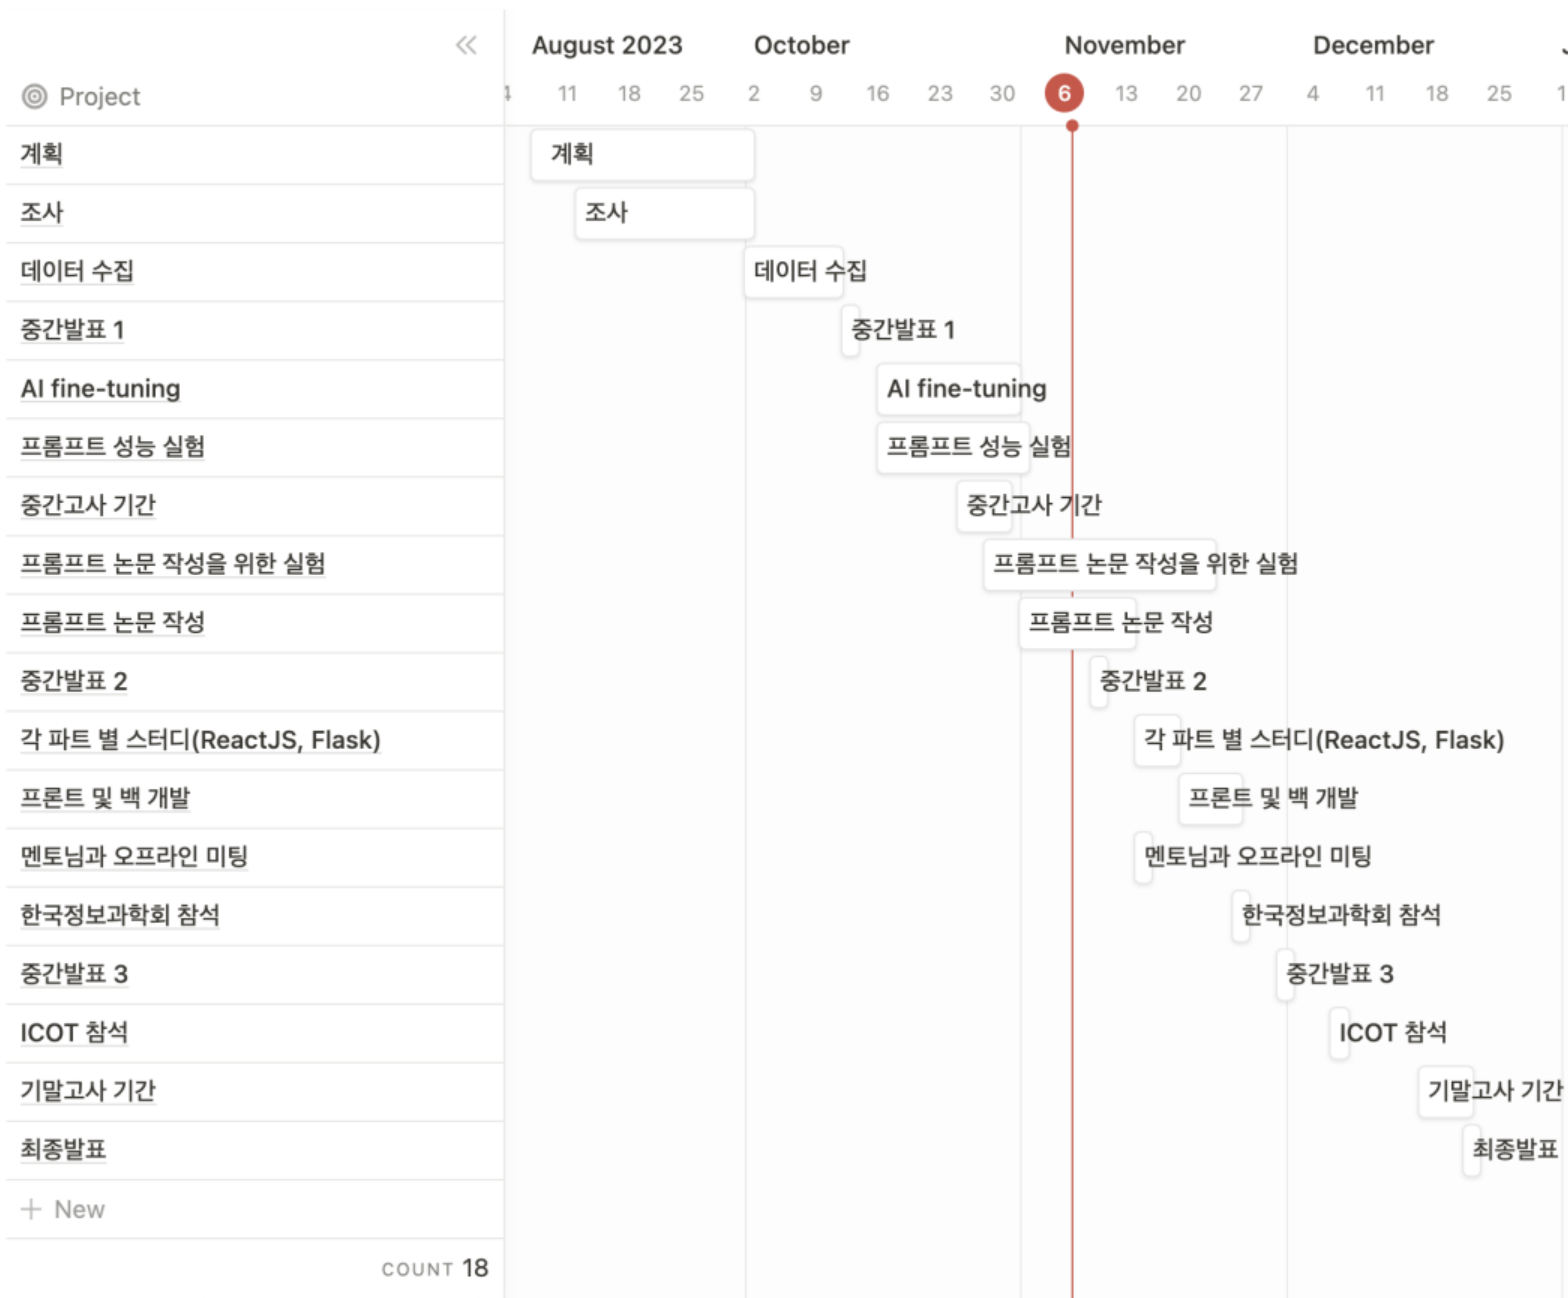 August 2023 October November December
Project
4 11 18 25 2 9 16 23 30 6 13 20 27 4 11 18 25 1
계획 계획
조사 조사
데이터 수집 데이터 수집
중간발표 1 중간발표 1
AI fine-tuning AI fine-tuning
프롬프트 성능 실험 프롬프트 성능 실험
중간고사 기간 중간고사 기간
프롬프트 논문 작성을 위한 실험 프롬프트 논문 작성을 위한 실험
프롬프트 논문 작성 프롬프트 논문 작성
중간발표 2 중간발표 2
각 파트 별 스터디(ReactJS, Flask) 각 파트 별 스터디(ReactJS, Flask)
프론트 및 백 개발 프론트 및 백 개발
멘토님과 오프라인 미팅 멘토님과 오프라인 미팅
한국정보과학회 참석 한국정보과학회 참석
중간발표 3 중간발표 3
ICOT 참석 ICOT 참석
기말고사 기간 기말고사 기간
최종발표 최종발표
New
COUNT 18